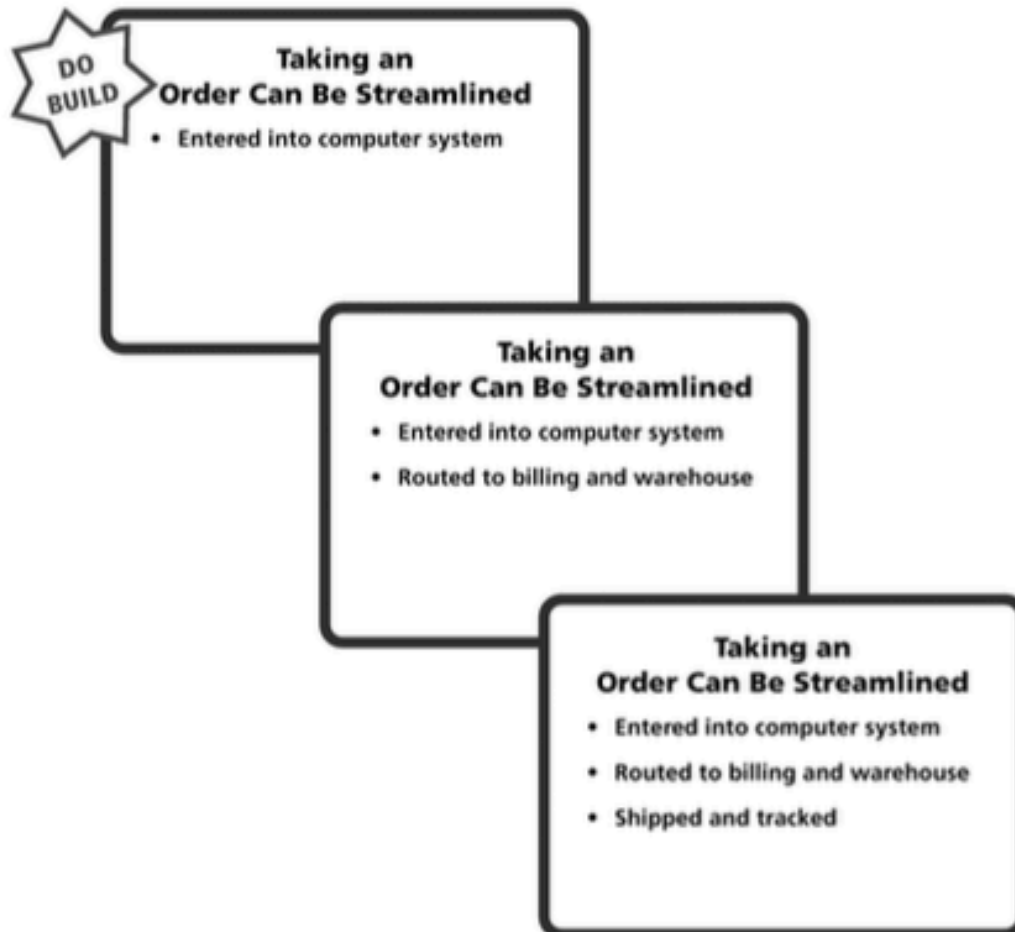 DO
BUILD
Taking an
Order Can Be Streamlined
• Entered into computer system
Taking an
Order Can Be Streamlined
• Entered into computer system
• Routed to billing and warehouse
Taking an
Order Can Be Streamlined
• Entered into computer system
• Routed to billing and warehouse
• Shipped and tracked